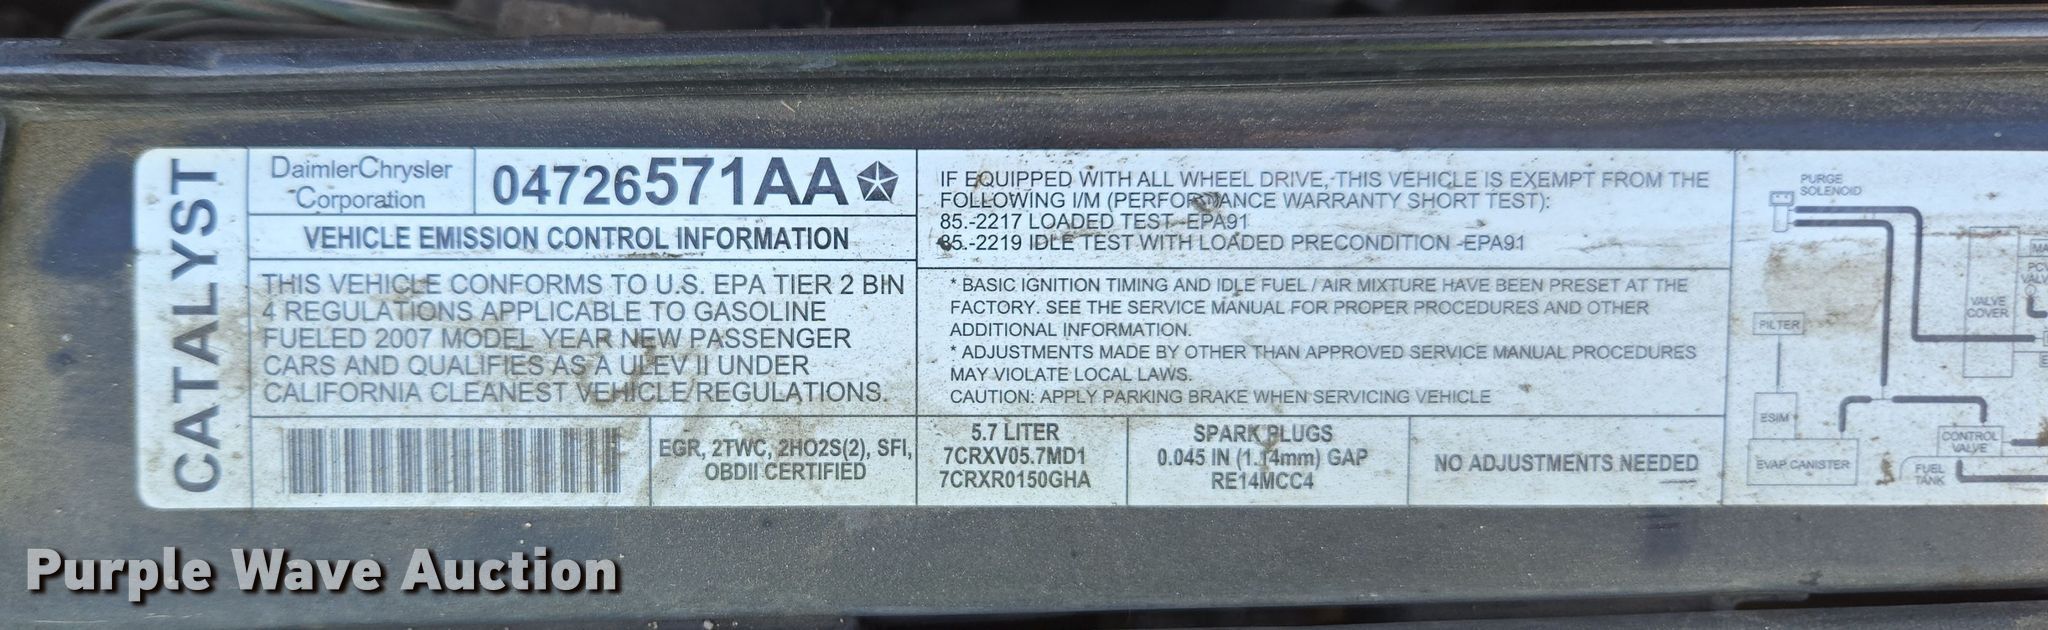 CATALYST
DaimlerChrysler
Corporation
04726571AA
VEHICLE EMISSION CONTROL INFORMATION
THIS VEHICLE CONFORMS TO U.S. EPA TIER 2 BIN
4 REGULATIONS APPLICABLE TO GASOLINE
FUELED 2007 MODEL YEAR NEW PASSENGER
CARS AND QUALIFIES AS A ULEV II UNDER
CALIFORNIA CLEANEST VEHICLE REGULATIONS.
EGR, 2TWC, 2HO2S(2), SFI,
OBDII CERTIFIED
IF EQUIPPED WITH ALL WHEEL DRIVE, THIS VEHICLE IS EXEMPT FROM THE
FOLLOWING I/M (PERFORMANCE WARRANTY SHORT TEST):
85.-2217 LOADED TEST -EPA91
85.-2219 IDLE TEST WITH LOADED PRECONDITION -EPA91
* BASIC IGNITION TIMING AND IDLE FUEL / AIR MIXTURE HAVE BEEN PRESET AT THE
FACTORY. SEE THE SERVICE MANUAL FOR PROPER PROCEDURES AND OTHER
ADDITIONAL INFORMATION.
* ADJUSTMENTS MADE BY OTHER THAN APPROVED SERVICE MANUAL PROCEDURES
MAY VIOLATE LOCAL LAWS.
CAUTION: APPLY PARKING BRAKE WHEN SERVICING VEHICLE
5.7 LITER
7CRXV05.7MD1
7CRXR0150GHA
SPARK PLUGS
0.045 IN (1.14mm) GAP
RE14MCC4
NO ADJUSTMENTS NEEDED
PURGE
SOLENOID
FILTER
ESIM
EVAP CANISTER
VALVE
COVER
PCV
VALV
CONTROL
VALVE
FUEL
TANK
Purple Wave Auction